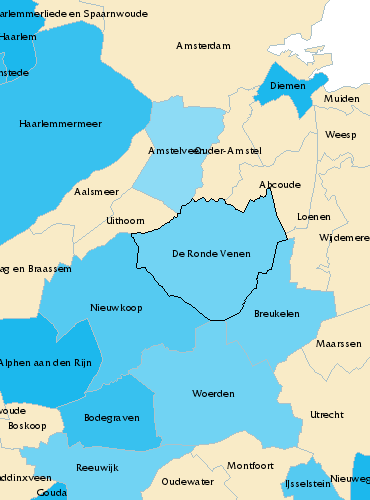 arlemmerliede en Spaarnwoude
Haarlem
Amsterdam
nstede
Diemen
Muiden
Haarlemmermeer
Weesp
Amstelveen
Ouder-Amstel
Aalsmeer
Abcoude
Uithoorn
Loenen
Wijdemere
De Ronde Venen
ag en Braassem
Nieuwkoop
Breukelen
Maarssen
Alphen aan den Rijn
Woerden
woude
Bodegraven
Utrecht
Boskoop
Reeuwijk
Montfoort
addinxveen
Oudewater
IJsselstein
Nieuweg
Gouda